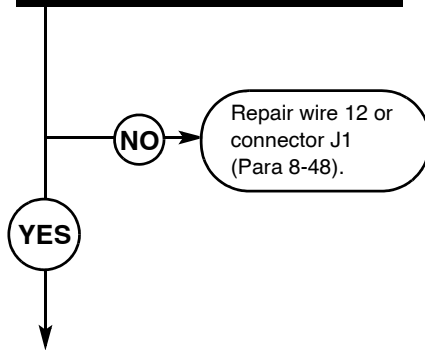 NO
Repair wire 12 or
connector J1
(Para 8-48).
YES